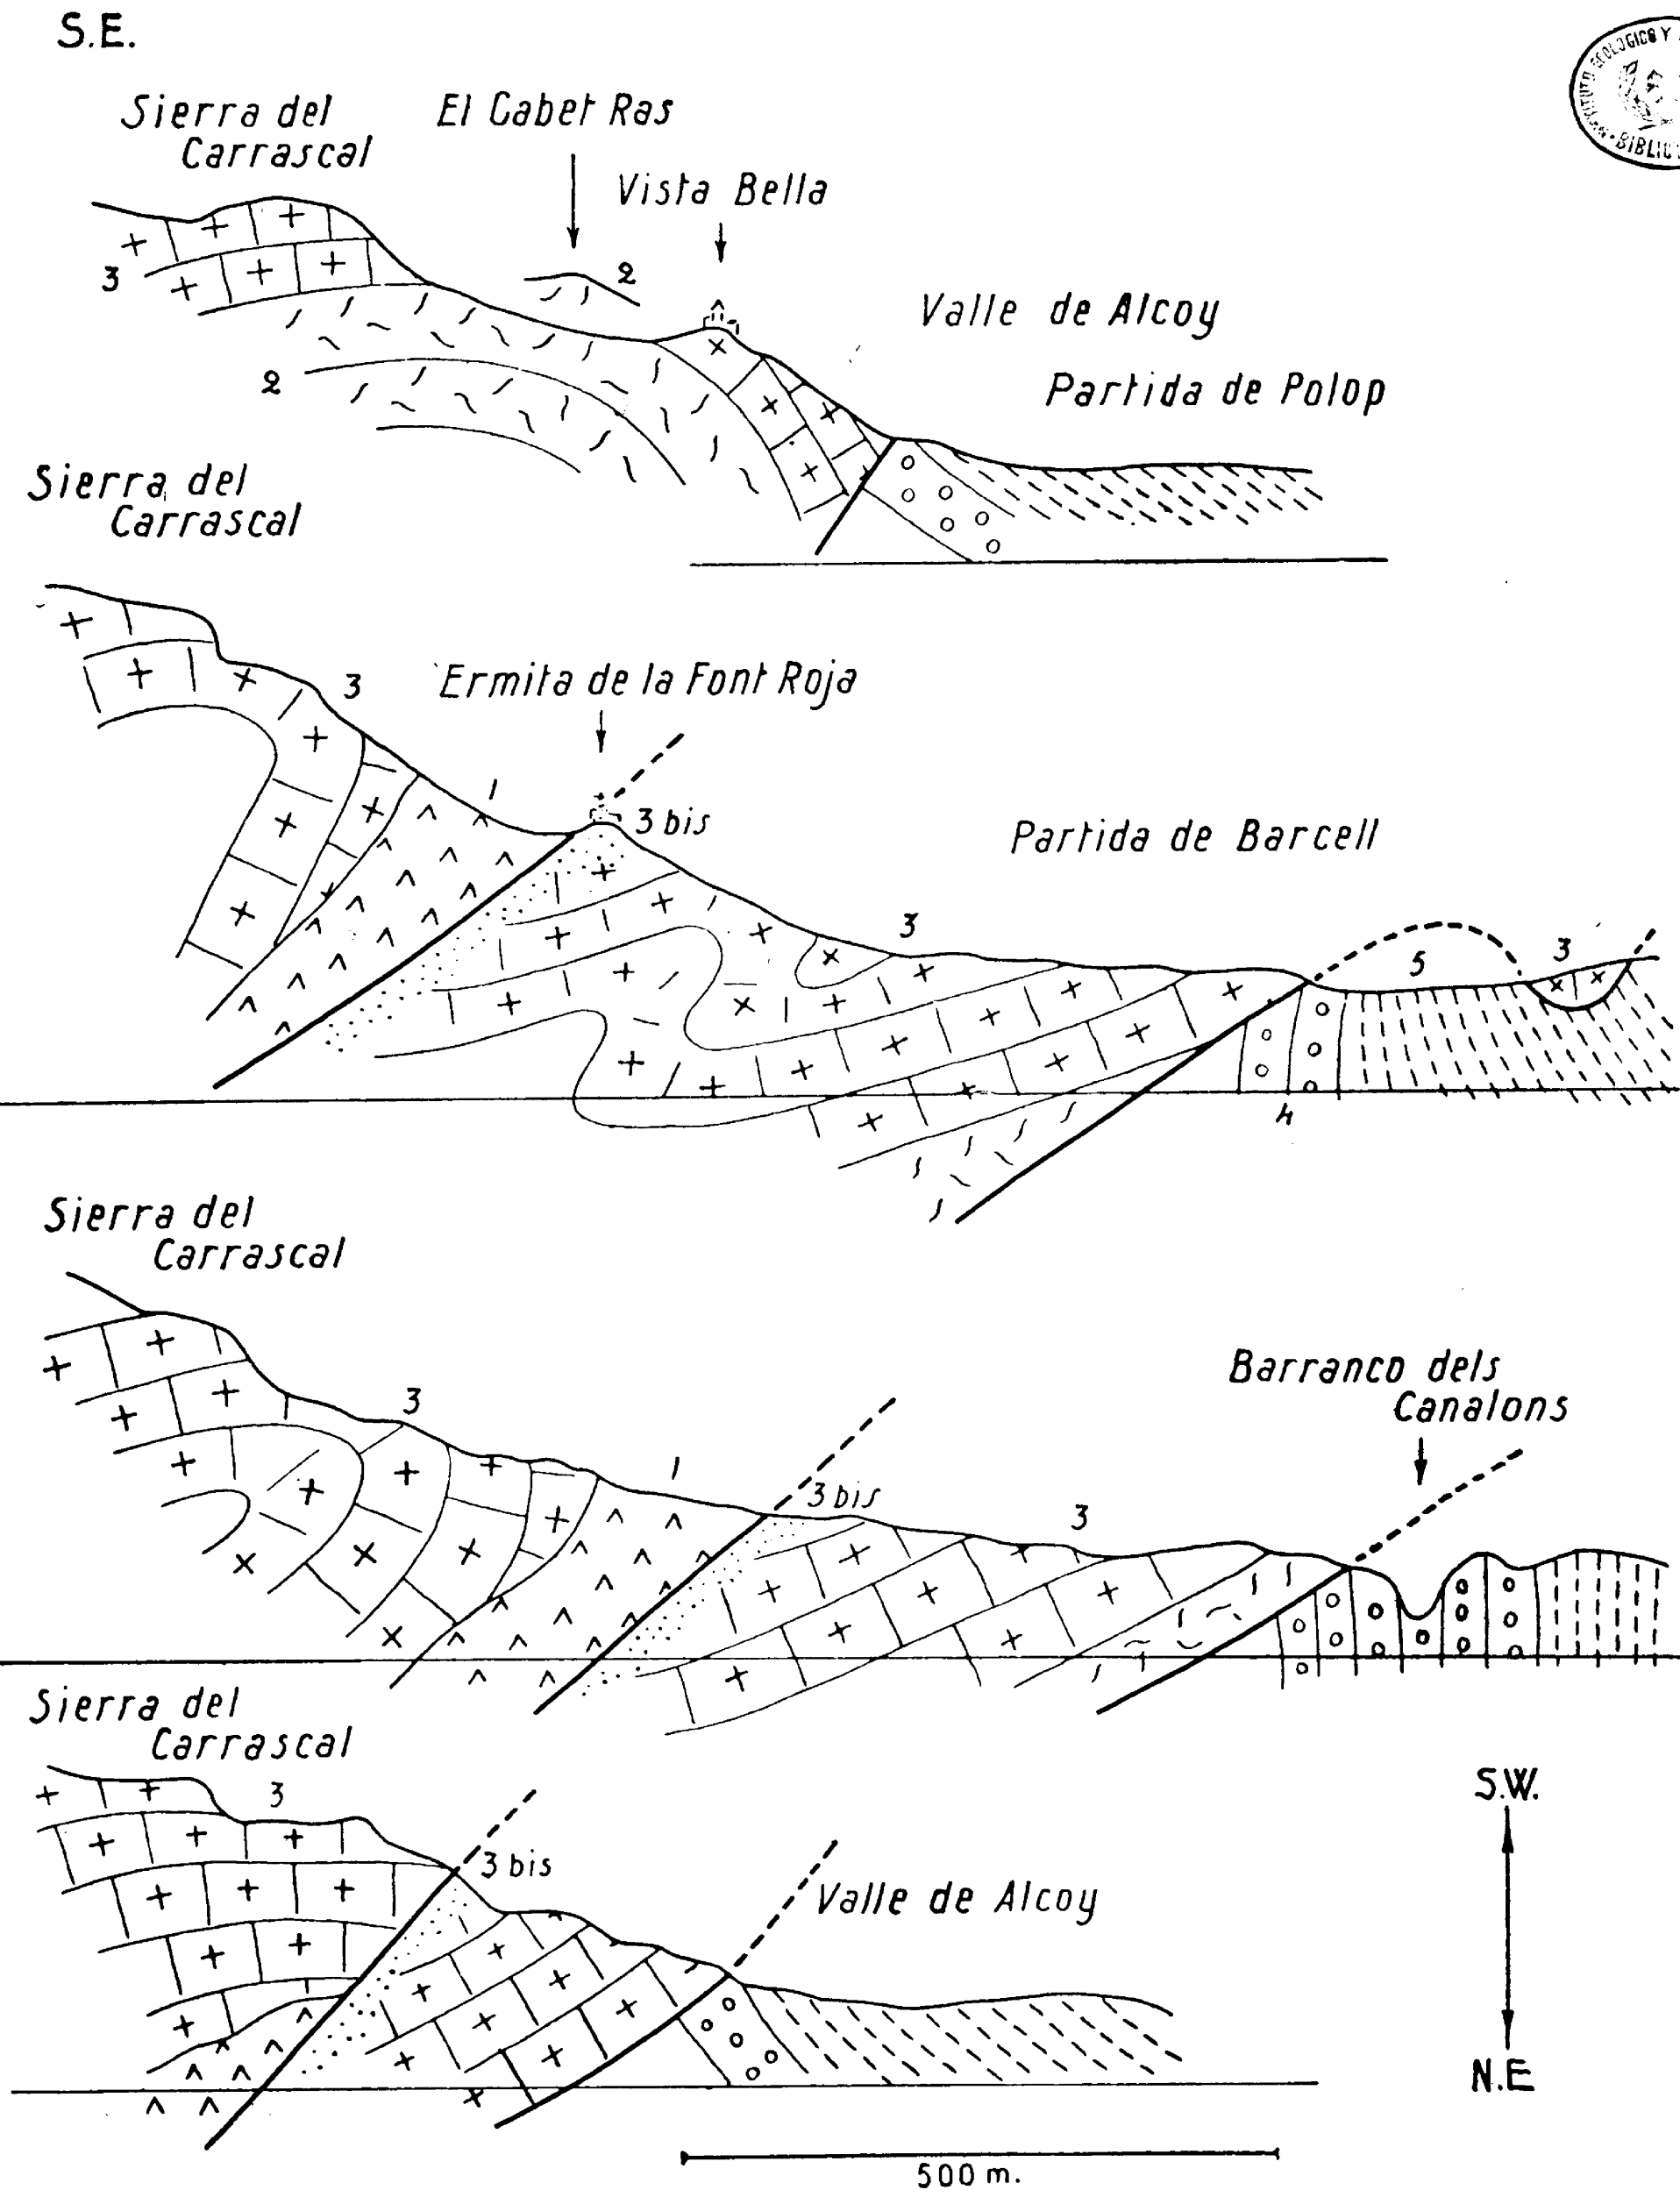 S.E.
Sierra del
Carrascal
El Cabet Ras
Vista Bella
2
3
Valle de Alcoy
2
Partida de Polop
Sierra del
Carrascal
3
Ermita de la Font Roja
1
3 bis
Partida de Barcell
3
5
3
4
Sierra del
Carrascal
Barranco dels
Canalons
3
1
3 bis
3
Sierra del
Carrascal
3
3 bis
Valle de Alcoy
S.W.
N.E
500 m.